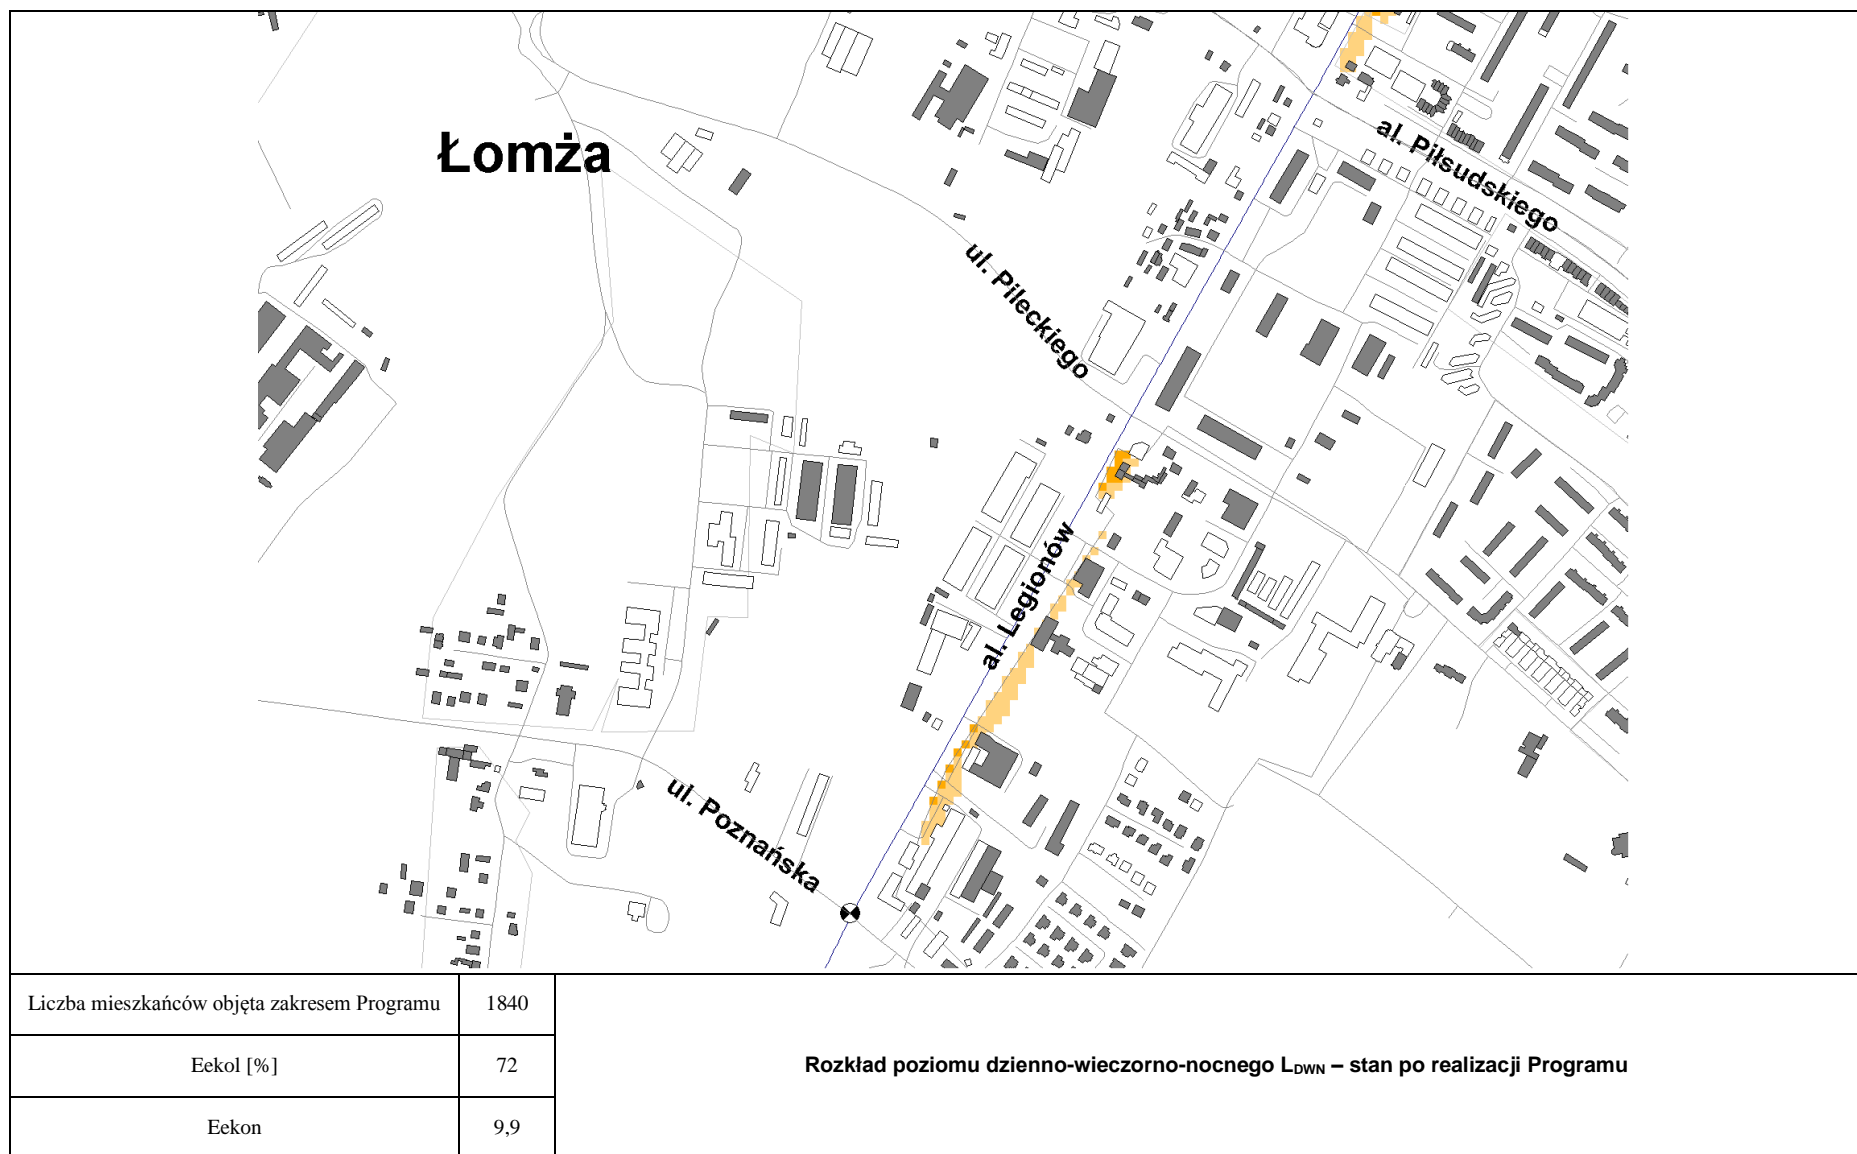 Łomża
al. Piłsudskiego
ul. Pileckiego
al. Legionów
ul. Poznańska
Liczba mieszkańców objęta zakresem Programu 1840
Eekol [%] 72
Eekon 9,9
Rozkład poziomu dzienno-wieczorno-nocnego LDWN – stan po realizacji Programu